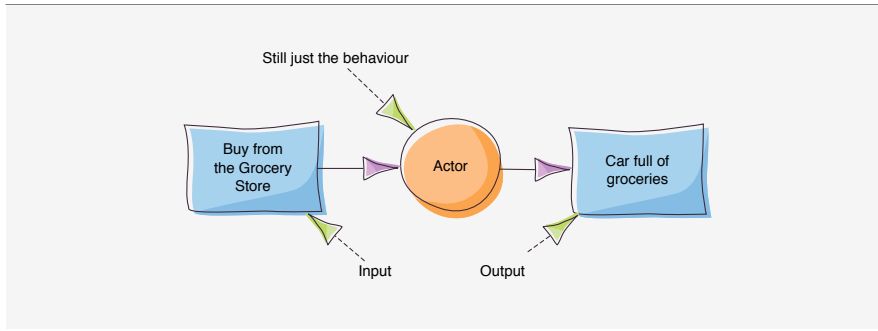 Still just the behaviour
Buy from
the Grocery
Store
Actor
Car full of
groceries
Input
Output